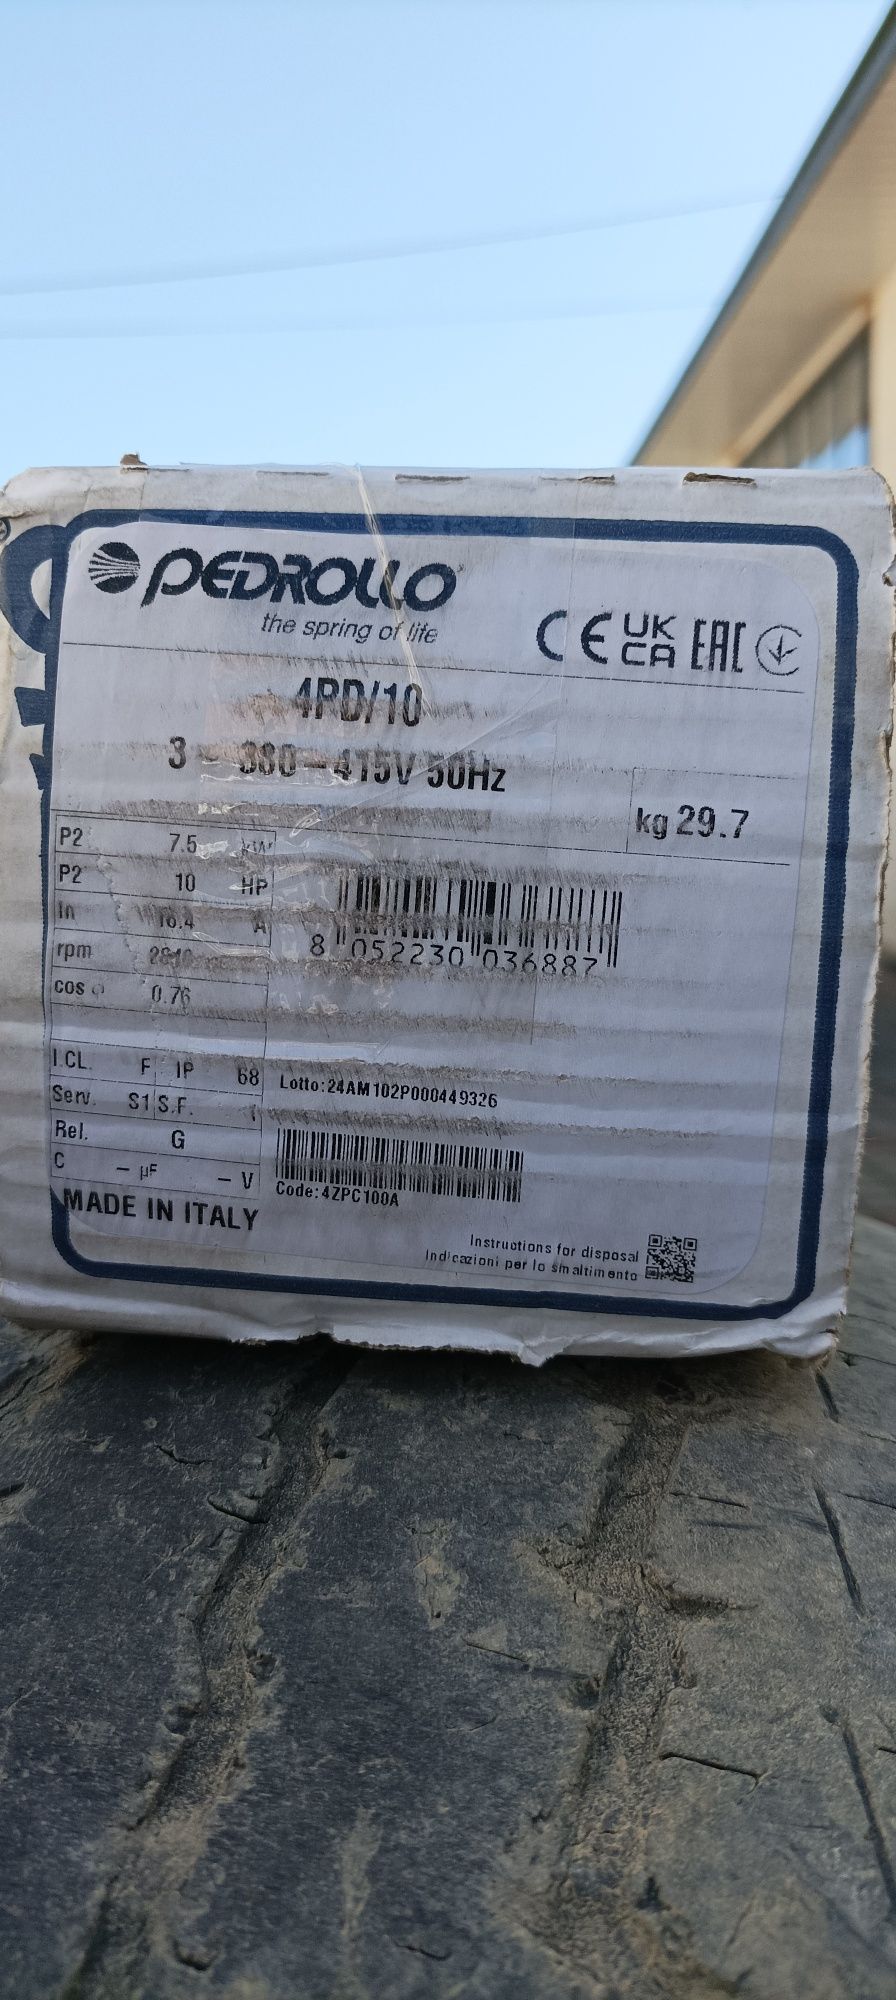 PEDROLLO
the spring of life
CE UK CA EAC
4PD/10
3 ~ 380-415V 50Hz
kg 29.7
P2 7.5 kW
P2 10 HP
In A
rpm
cos φ 0.76
8 052230 036887
I.CL. F IP 68
Serv. S1 S.F. 1
Rel. G
C – µF – V
Lotto:24AM102P000449326
Code:4ZPC100A
MADE IN ITALY
Instructions for disposal
Indicazioni per lo smaltimento